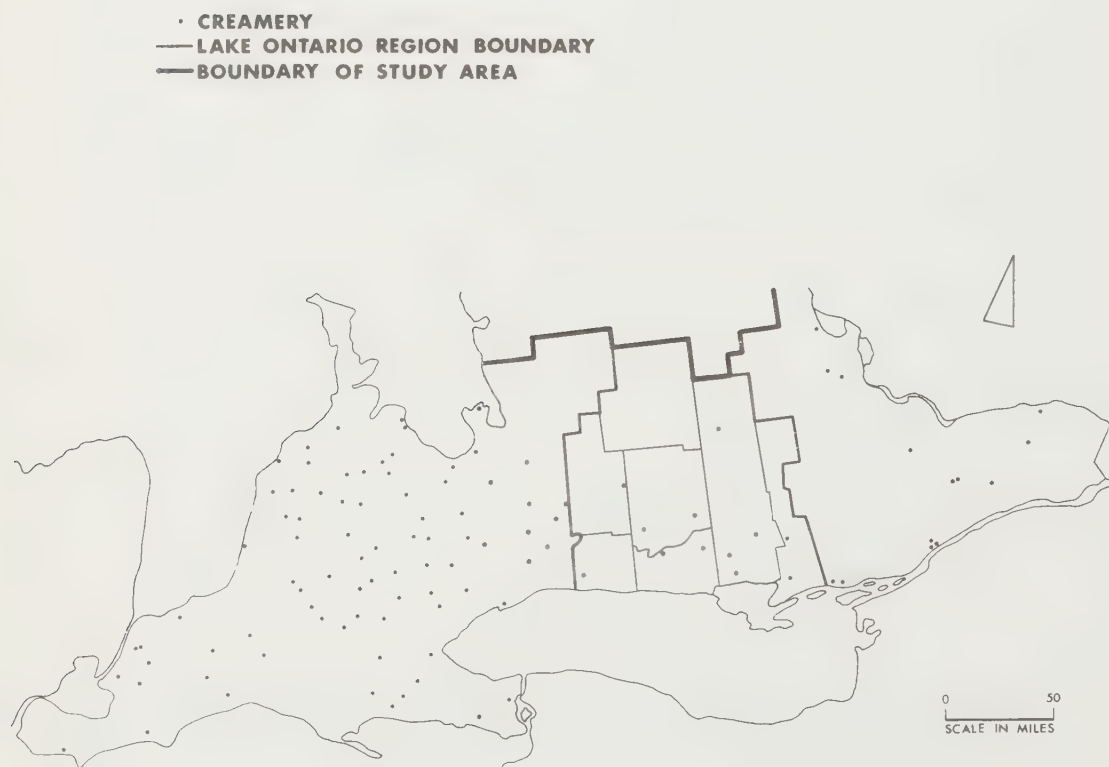 CREAMERY
LAKE ONTARIO REGION BOUNDARY
BOUNDARY OF STUDY AREA
0 50
SCALE IN MILES